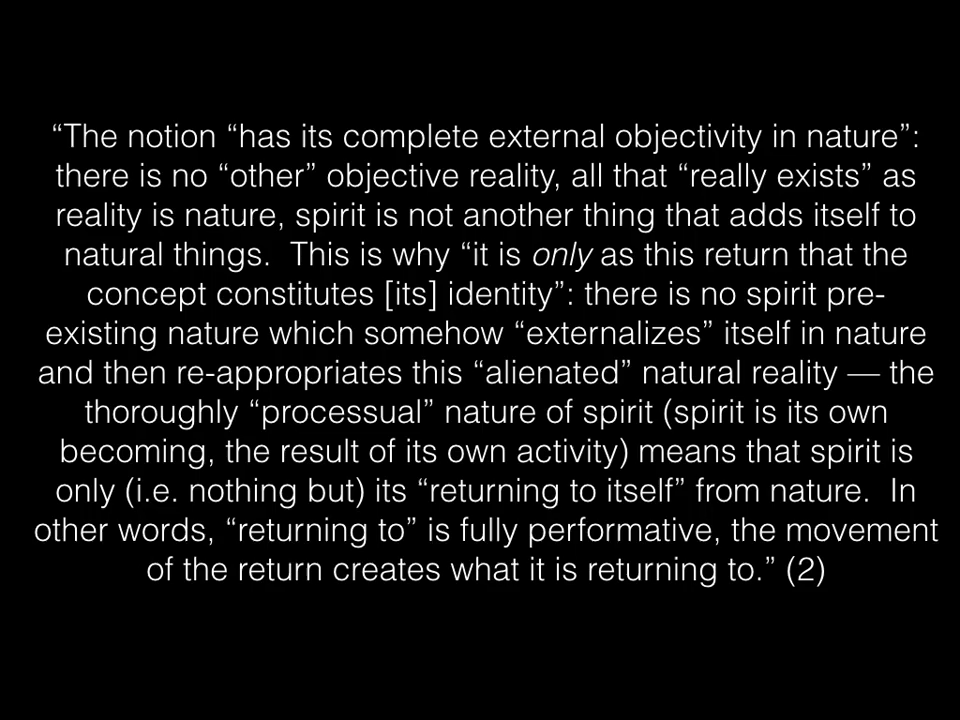 “The notion “has its complete external objectivity in nature”:
there is no “other” objective reality, all that “really exists” as
reality is nature, spirit is not another thing that adds itself to
natural things.  This is why “it is only as this return that the
concept constitutes [its] identity”: there is no spirit pre-
existing nature which somehow “externalizes” itself in nature
and then re-appropriates this “alienated” natural reality — the
thoroughly “processual” nature of spirit (spirit is its own
becoming, the result of its own activity) means that spirit is
only (i.e. nothing but) its “returning to itself” from nature.  In
other words, “returning to” is fully performative, the movement
of the return creates what it is returning to.” (2)